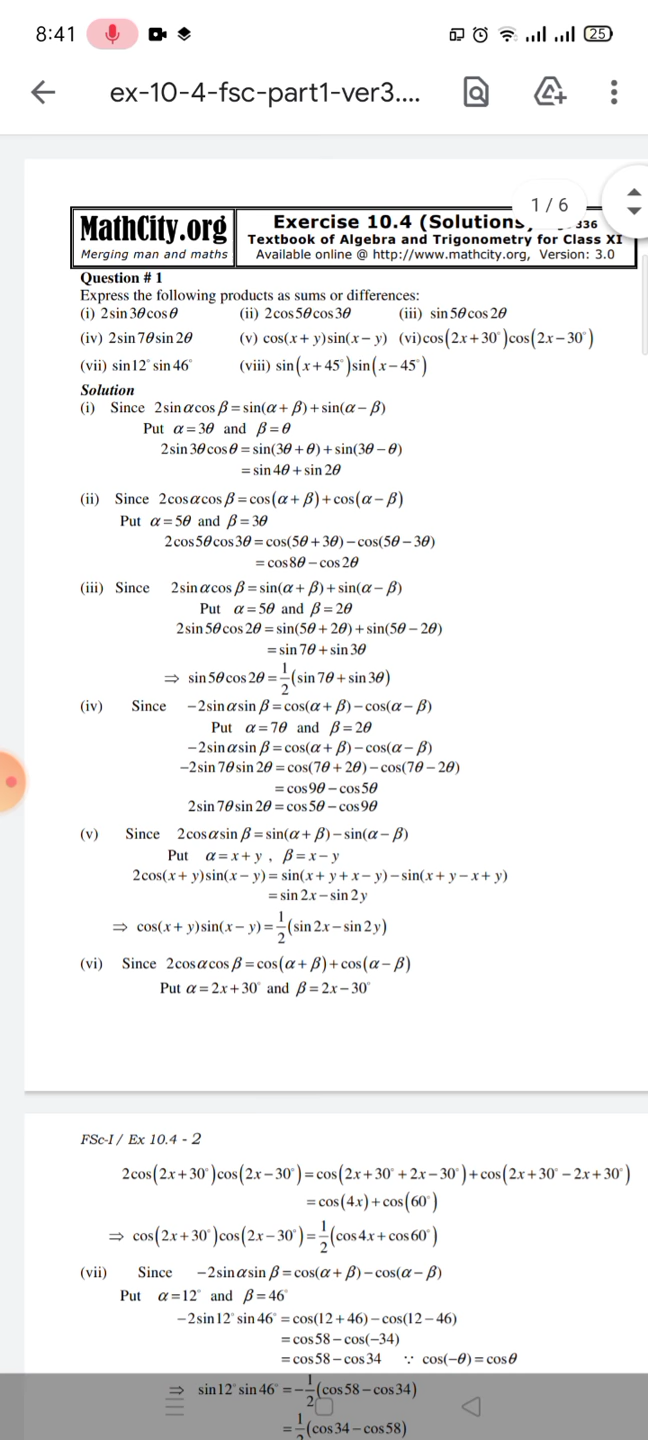 8:41
25
ex-10-4-fsc-part1-ver3....
1 / 6
MathCity.org
Merging man and maths
Exercise 10.4 (Solutions
336
Textbook of Algebra and Trigonometry for Class XI
Available online @ http://www.mathcity.org, Version: 3.0
Question # 1
Express the following products as sums or differences:
(i) 2sin3θcosθ (ii) 2cos5θcos3θ (iii) sin5θcos2θ
(iv) 2sin7θsin2θ (v) cos(x+y)sin(x−y) (vi)cos(2x+30°)cos(2x−30°)
(vii) sin12° sin46° (viii) sin(x+45°)sin(x−45°)
Solution
(i) Since 2sinαcosβ=sin(α+β)+sin(α−β)
Put α=3θ and β=θ
2sin3θcosθ=sin(3θ+θ)+sin(3θ−θ)
=sin4θ+sin2θ
(ii) Since 2cosαcosβ=cos(α+β)+cos(α−β)
Put α=5θ and β=3θ
2cos5θcos3θ=cos(5θ+3θ)−cos(5θ−3θ)
=cos8θ−cos2θ
(iii) Since 2sinαcosβ=sin(α+β)+sin(α−β)
Put α=5θ and β=2θ
2sin5θcos2θ=sin(5θ+2θ)+sin(5θ−2θ)
=sin7θ+sin3θ
⇒ sin5θcos2θ=1/2(sin7θ+sin3θ)
(iv) Since −2sinαsinβ=cos(α+β)−cos(α−β)
Put α=7θ and β=2θ
−2sinαsinβ=cos(α+β)−cos(α−β)
−2sin7θsin2θ=cos(7θ+2θ)−cos(7θ−2θ)
=cos9θ−cos5θ
2sin7θsin2θ=cos5θ−cos9θ
(v) Since 2cosαsinβ=sin(α+β)−sin(α−β)
Put α=x+y , β=x−y
2cos(x+y)sin(x−y)=sin(x+y+x−y)−sin(x+y−x+y)
=sin2x−sin2y
⇒ cos(x+y)sin(x−y)=1/2(sin2x−sin2y)
(vi) Since 2cosαcosβ=cos(α+β)+cos(α−β)
Put α=2x+30° and β=2x−30°
FSc-I / Ex 10.4 - 2
2cos(2x+30°)cos(2x−30°)=cos(2x+30°+2x−30°)+cos(2x+30°−2x+30°)
=cos(4x)+cos(60°)
⇒ cos(2x+30°)cos(2x−30°)=1/2(cos4x+cos60°)
(vii) Since −2sinαsinβ=cos(α+β)−cos(α−β)
Put α=12° and β=46°
−2sin12° sin46° =cos(12+46)−cos(12−46)
=cos58−cos(−34)
=cos58−cos34 ∵ cos(−θ)=cosθ
⇒ sin12° sin46° =−1/2(cos58−cos34)
=1/2(cos34−cos58)